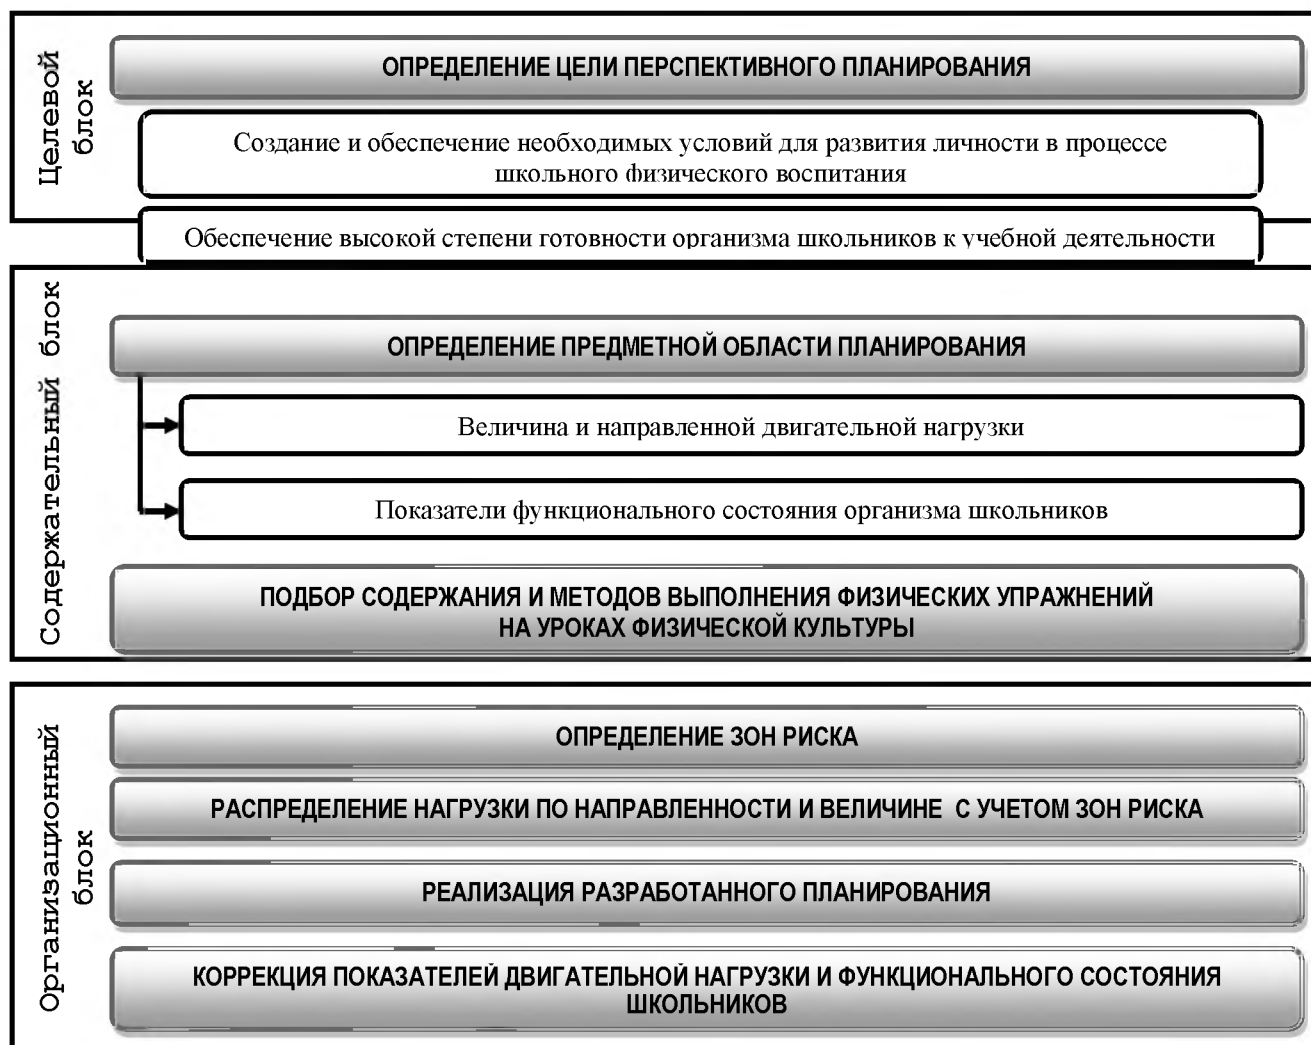 Целевой
блок
ОПРЕДЕЛЕНИЕ ЦЕЛИ ПЕРСПЕКТИВНОГО ПЛАНИРОВАНИЯ
Создание и обеспечение необходимых условий для развития личности в процессе
школьного физического воспитания
Обеспечение высокой степени готовности организма школьников к учебной деятельности
Содержательный блок
ОПРЕДЕЛЕНИЕ ПРЕДМЕТНОЙ ОБЛАСТИ ПЛАНИРОВАНИЯ
Величина и направленной двигательной нагрузки
Показатели функционального состояния организма школьников
ПОДБОР СОДЕРЖАНИЯ И МЕТОДОВ ВЫПОЛНЕНИЯ ФИЗИЧЕСКИХ УПРАЖНЕНИЙ
НА УРОКАХ ФИЗИЧЕСКОЙ КУЛЬТУРЫ
Организационный
блок
ОПРЕДЕЛЕНИЕ ЗОН РИСКА
РАСПРЕДЕЛЕНИЕ НАГРУЗКИ ПО НАПРАВЛЕННОСТИ И ВЕЛИЧИНЕ С УЧЕТОМ ЗОН РИСКА
РЕАЛИЗАЦИЯ РАЗРАБОТАННОГО ПЛАНИРОВАНИЯ
КОРРЕКЦИЯ ПОКАЗАТЕЛЕЙ ДВИГАТЕЛЬНОЙ НАГРУЗКИ И ФУНКЦИОНАЛЬНОГО СОСТОЯНИЯ
ШКОЛЬНИКОВ